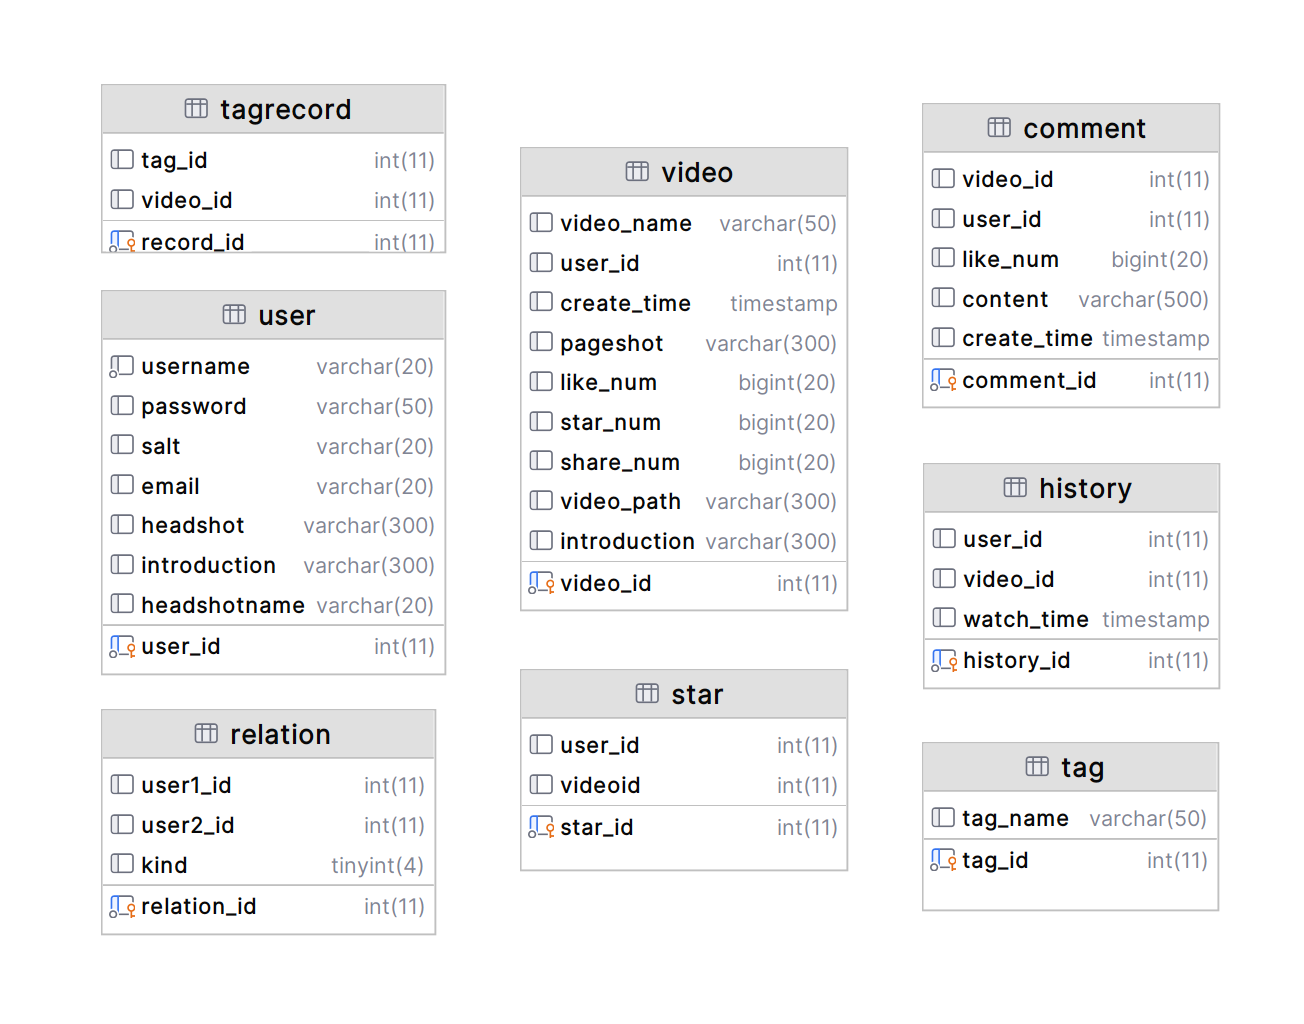 tagrecord
tag_id int(11)
video_id int(11)
record_id int(11)
user
username varchar(20)
password varchar(50)
salt varchar(20)
email varchar(20)
headshot varchar(300)
introduction varchar(300)
headshotname varchar(20)
user_id int(11)
relation
user1_id int(11)
user2_id int(11)
kind tinyint(4)
relation_id int(11)
video
video_name varchar(50)
user_id int(11)
create_time timestamp
pageshot varchar(300)
like_num bigint(20)
star_num bigint(20)
share_num bigint(20)
video_path varchar(300)
introduction varchar(300)
video_id int(11)
star
user_id int(11)
videoid int(11)
star_id int(11)
comment
video_id int(11)
user_id int(11)
like_num bigint(20)
content varchar(500)
create_time timestamp
comment_id int(11)
history
user_id int(11)
video_id int(11)
watch_time timestamp
history_id int(11)
tag
tag_name varchar(50)
tag_id int(11)